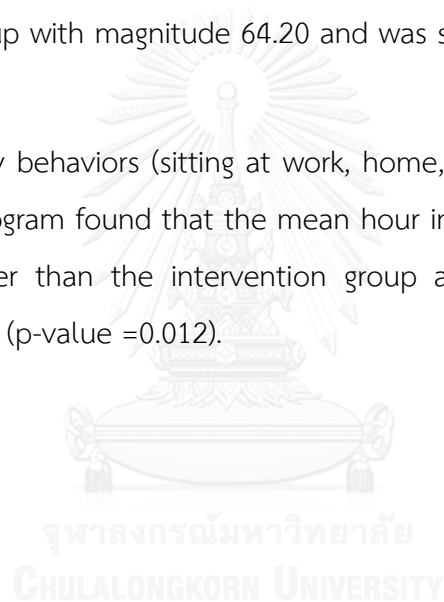 up with magnitude 64.20 and was s
y behaviors (sitting at work, home,
ogram found that the mean hour in
er than the intervention group a
(p-value =0.012).
จุฬาลงกรณ์มหาวิทยาลัย
CHULALONGKORN UNIVERSITY